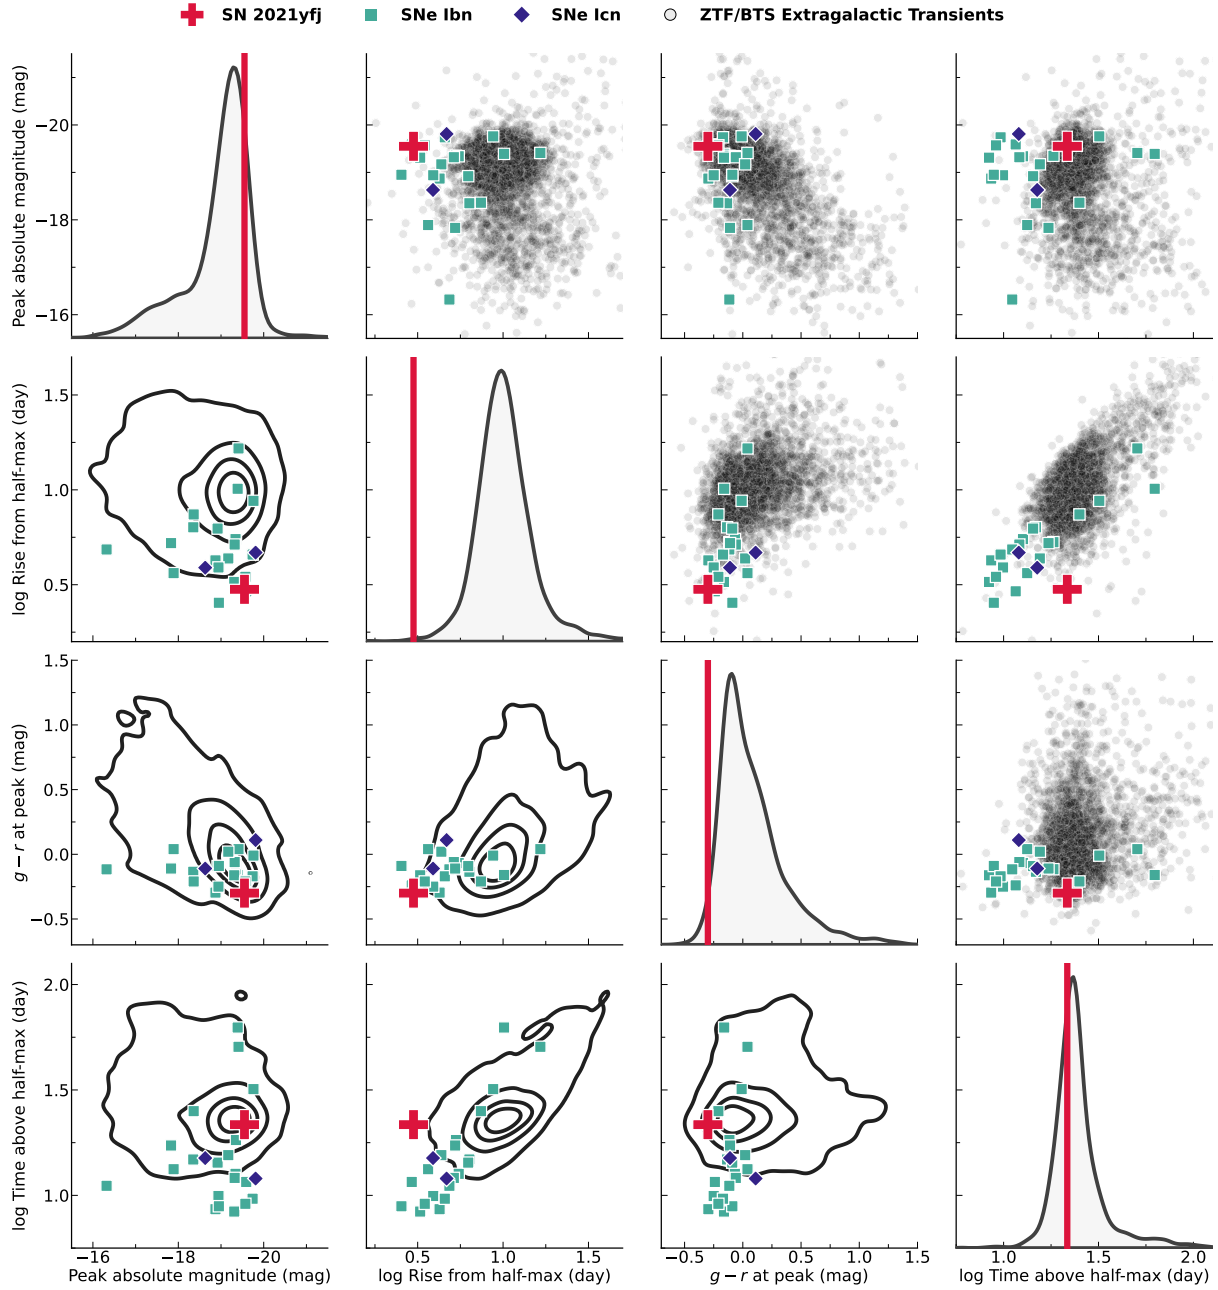 SN 2021yfj SNe Ibn SNe Icn ZTF/BTS Extragalactic Transients
Peak absolute magnitude (mag)
−20
−18
−16
log Rise from half-max (day)
1.5
1.0
0.5
g − r at peak (mag)
1.5
1.0
0.5
0.0
−0.5
log Time above half-max (day)
2.0
1.5
1.0
−16 −18 −20 0.5 1.0 1.5 −0.5 0.0 0.5 1.0 1.5 1.0 1.5 2.0
Peak absolute magnitude (mag) log Rise from half-max (day) g − r at peak (mag) log Time above half-max (day)